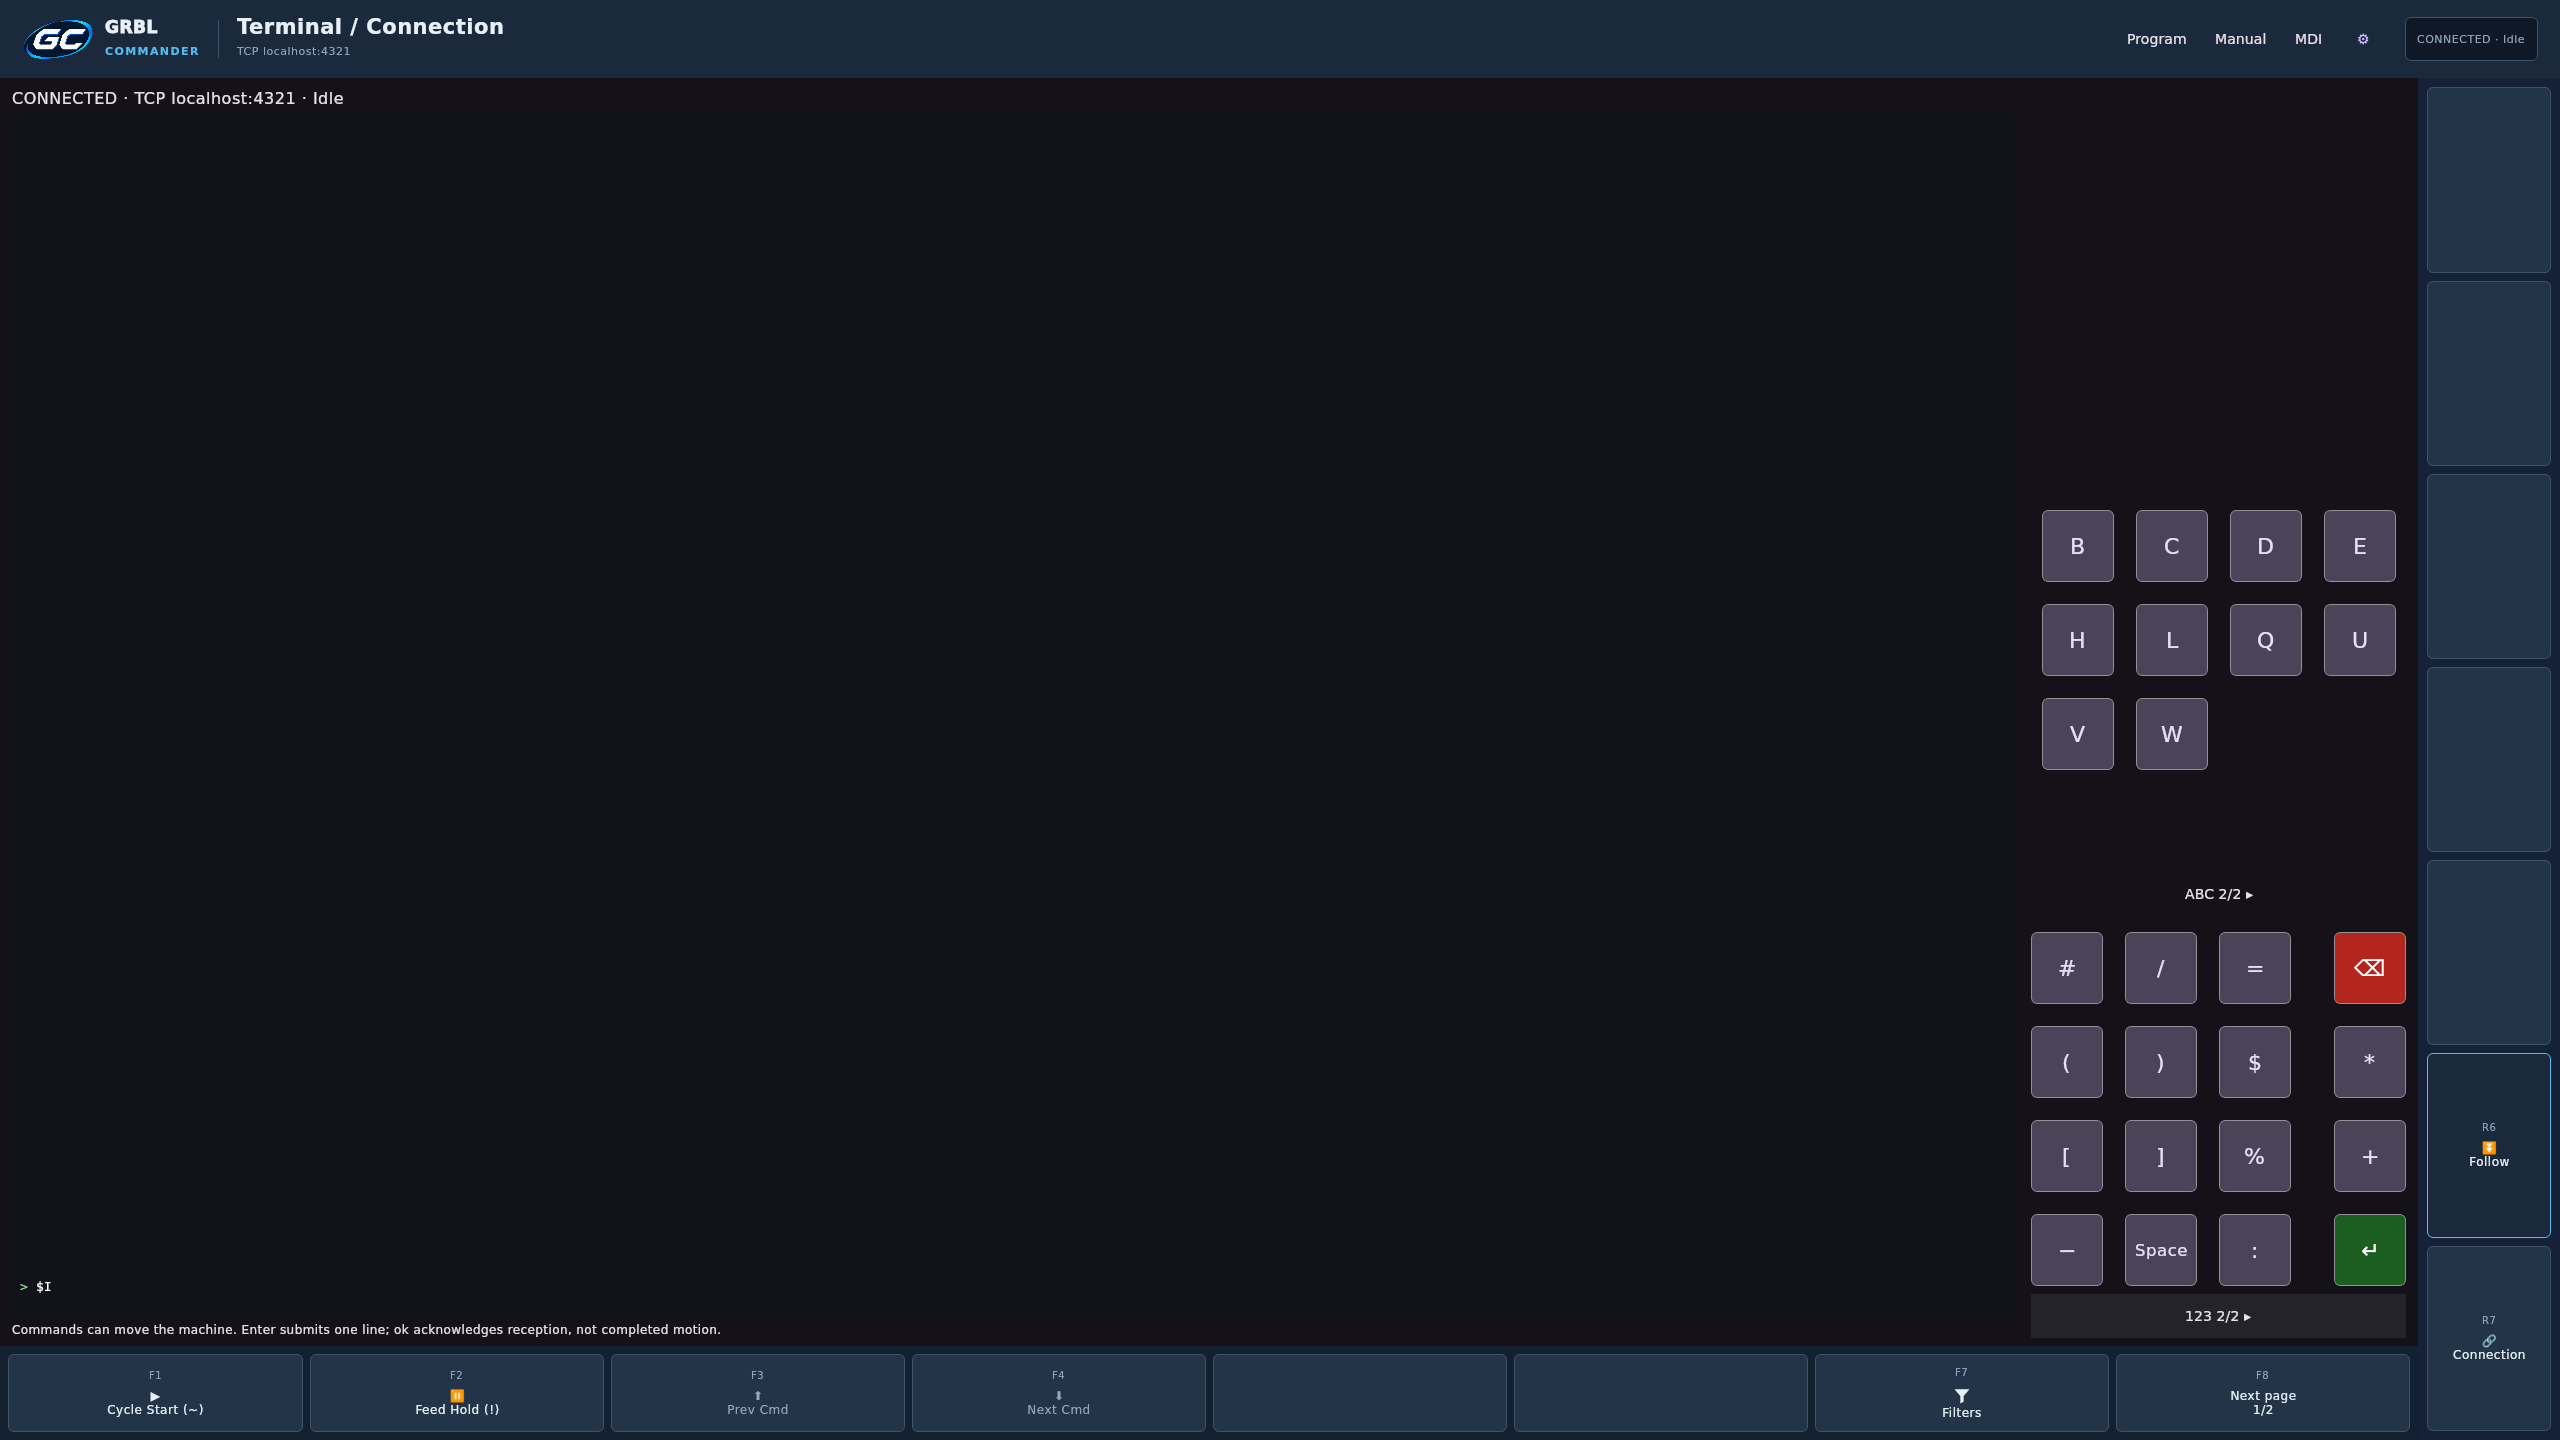 GC
GRBL
COMMANDER
Terminal / Connection
TCP localhost:4321
Program
Manual
MDI
CONNECTED · Idle
CONNECTED · TCP localhost:4321 · Idle
B
C
D
E
H
L
Q
U
V
W
ABC 2/2 ▸
#
/
=
⌫
(
)
$
*
[
]
%
+
−
Space
:
↵
123 2/2 ▸
> $I
Commands can move the machine. Enter submits one line; ok acknowledges reception, not completed motion.
R6
Follow
R7
Connection
F1
Cycle Start (~)
F2
Feed Hold (!)
F3
Prev Cmd
F4
Next Cmd
F7
Filters
F8
Next page
1/2